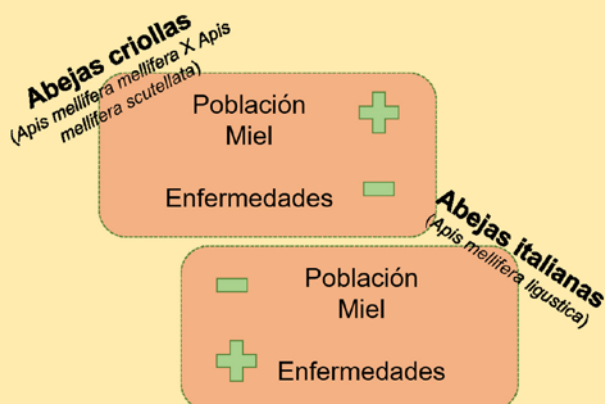 Abejas criollas
(Apis mellifera mellifera X Apis
mellifera scutellata)
Población
Miel
Enfermedades
Abejas italianas
(Apis mellifera ligustica)
Población
Miel
Enfermedades